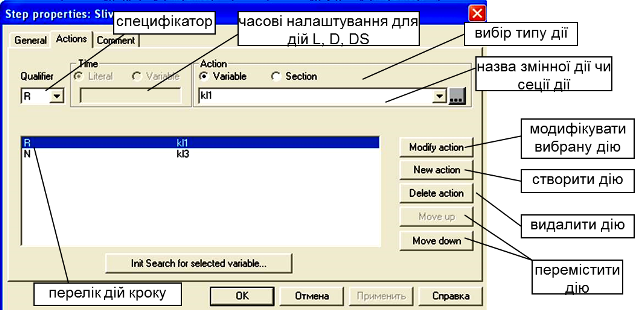 Step properties: Sliv
специфікатор
часові налаштування для
дій L, D, DS
вибір типу дії
General
Actions
Comment
Qualifier
Time
Literal
Variable
Action
Variable
Section
назва змінної дії чи
сеції дії
R
kl1
...
R kl1
N kl3
Modify action
New action
Delete action
Move up
Move down
модифікувати
вибрану дію
створити дію
видалити дію
перемістити
дію
Init Search for selected variable...
перелік дій кроку
OK
Отмена
Применить
Справка